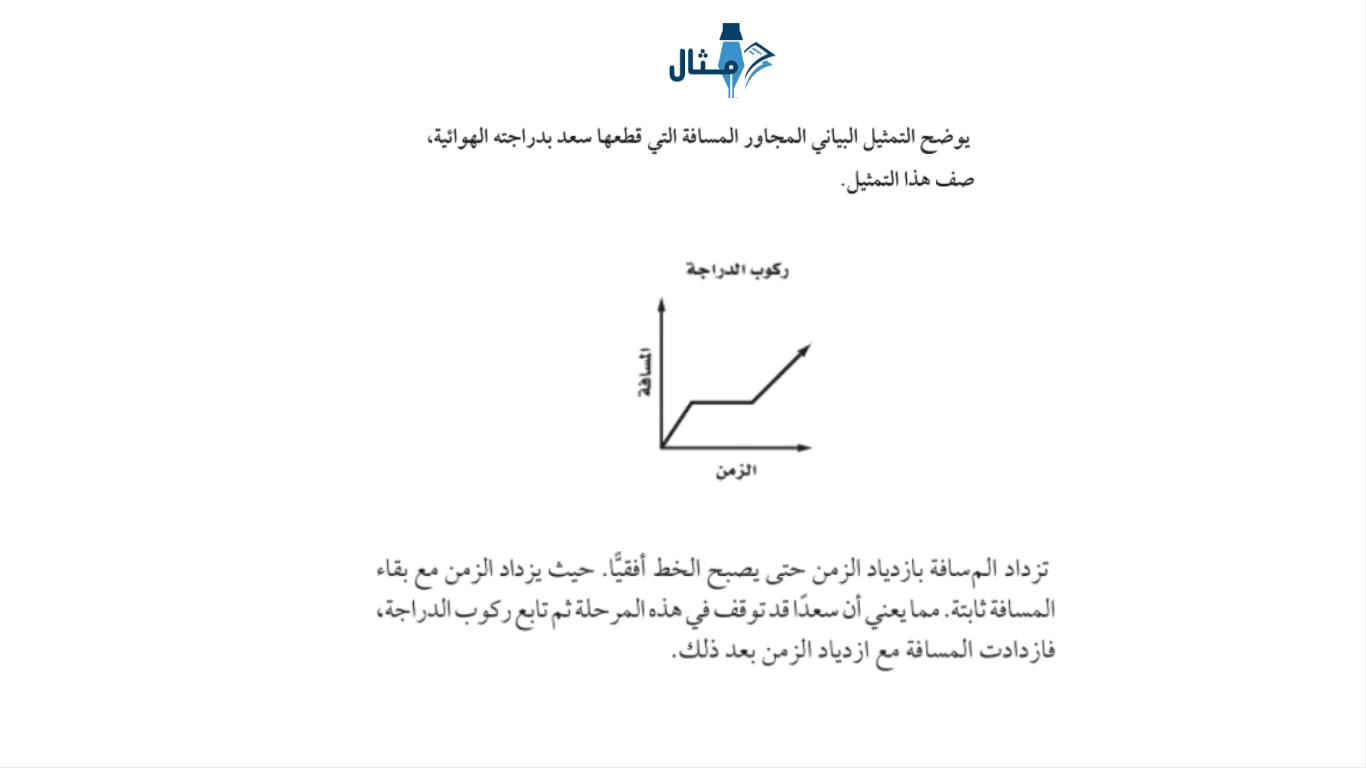 مثال
يوضح التمثيل البياني المجاور المسافة التي قطعها سعد بدراجته الهوائية،
صف هذا التمثيل.
ركوب الدراجة
المسافة
الزمن
تزداد المسافة بازدياد الزمن حتى يصبح الخط أفقيًّا. حيث يزداد الزمن مع بقاء
المسافة ثابتة. مما يعني أن سعدًا قد توقف في هذه المرحلة ثم تابع ركوب الدراجة،
فازدادت المسافة مع ازدياد الزمن بعد ذلك.